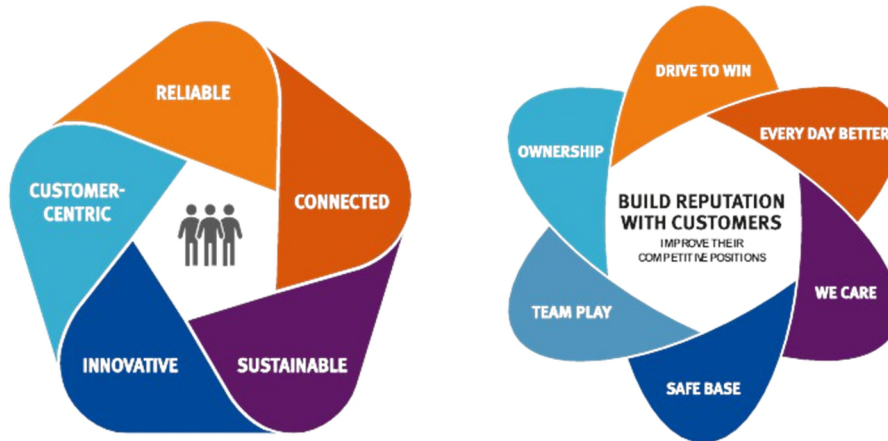 RELIABLE
CONNECTED
SUSTAINABLE
INNOVATIVE
CUSTOMER-
CENTRIC
DRIVE TO WIN
EVERY DAY BETTER
WE CARE
SAFE BASE
TEAM PLAY
OWNERSHIP
BUILD REPUTATION
WITH CUSTOMERS
IMPROVE THEIR
COMPETITIVE POSITIONS